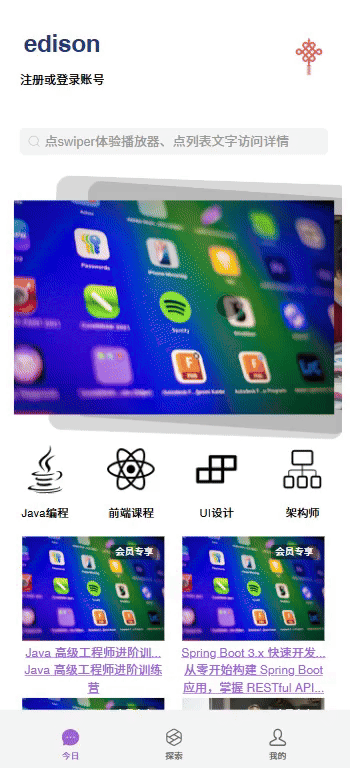 edison
注册或登录账号
点swiper体验播放器、点列表文字访问详情
Passwords
Spotify
Java编程
前端课程
UI设计
架构师
会员专享
会员专享
Java 高级工程师进阶训...
Java 高级工程师进阶训练
营
Spring Boot 3.x 快速开发...
从零开始构建 Spring Boot
应用，掌握 RESTful API...
今日
探索
我的